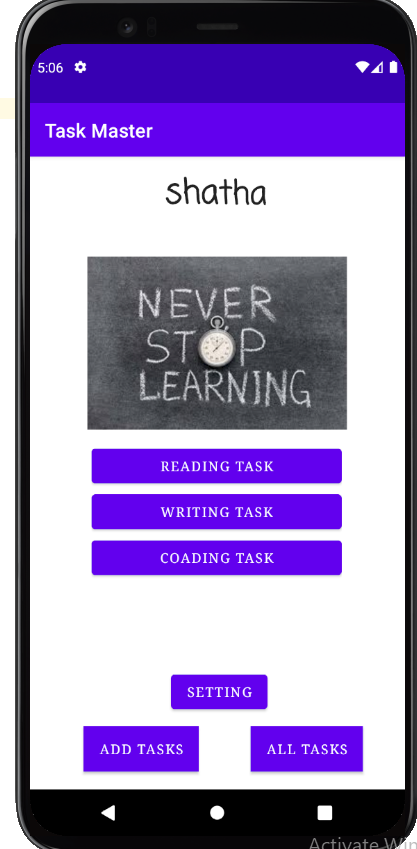 5:06
Task Master
shatha
NEVER
STOP
LEARNING
READING TASK
WRITING TASK
COADING TASK
SETTING
ADD TASKS
ALL TASKS
Activate Win